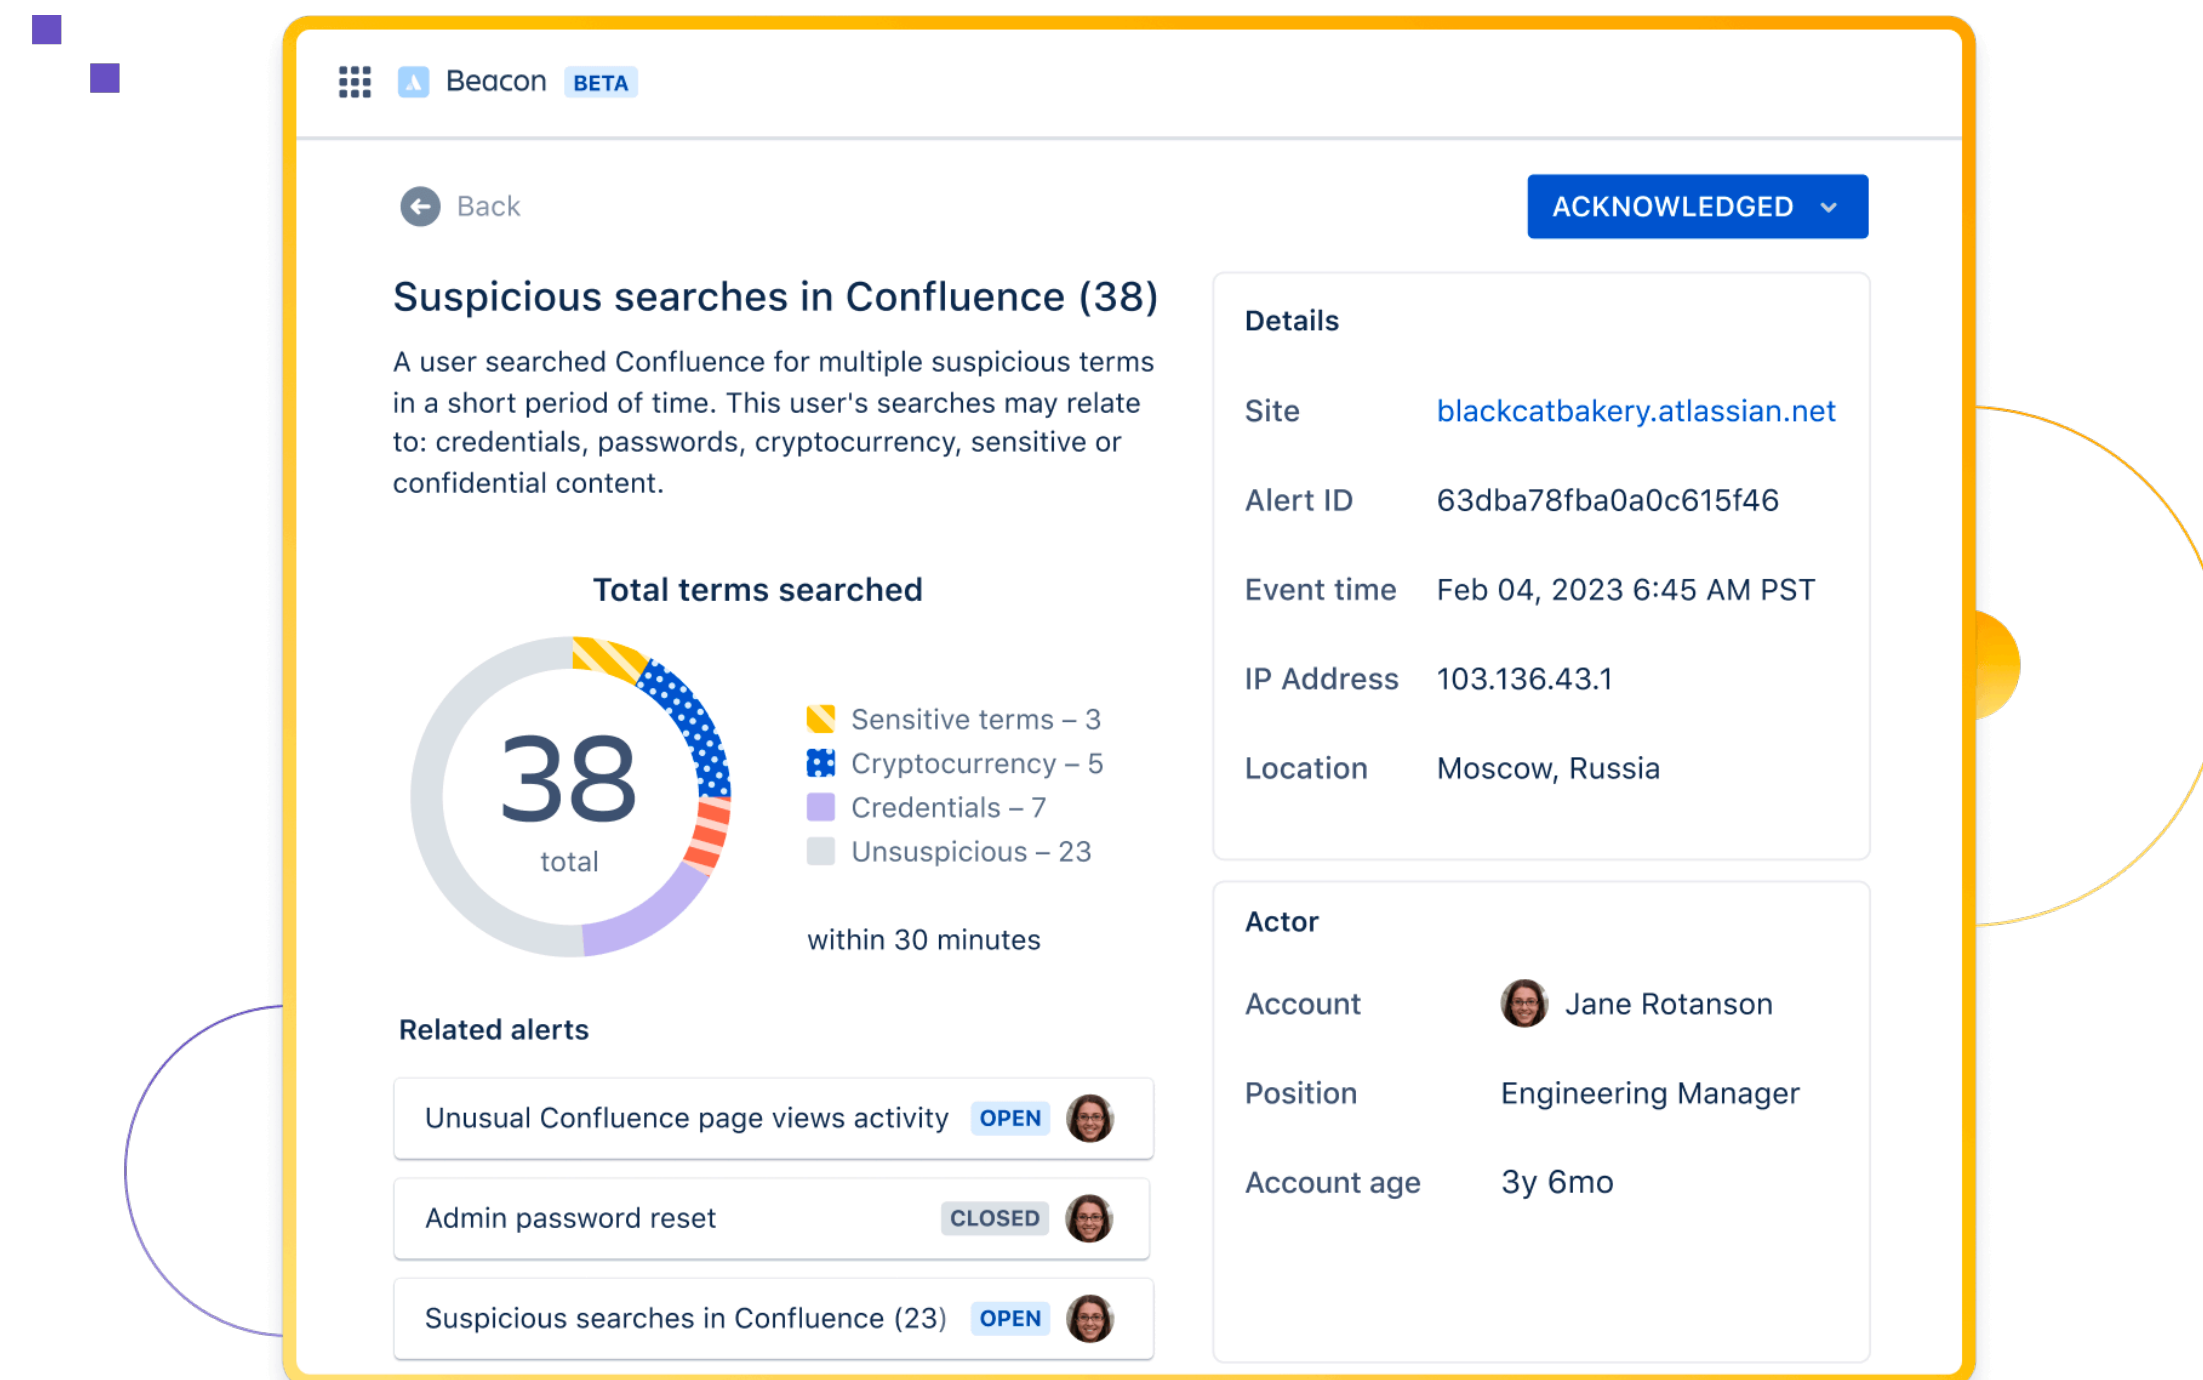 Beacon BETA
Back
ACKNOWLEDGED
Suspicious searches in Confluence (38)
A user searched Confluence for multiple suspicious terms
in a short period of time. This user's searches may relate
to: credentials, passwords, cryptocurrency, sensitive or
confidential content.
Total terms searched
38
total
Sensitive terms – 3
Cryptocurrency – 5
Credentials – 7
Unsuspicious – 23
within 30 minutes
Related alerts
Unusual Confluence page views activity OPEN
Admin password reset CLOSED
Suspicious searches in Confluence (23) OPEN
Details
Site blackcatbakery.atlassian.net
Alert ID 63dba78fba0a0c615f46
Event time Feb 04, 2023 6:45 AM PST
IP Address 103.136.43.1
Location Moscow, Russia
Actor
Account Jane Rotanson
Position Engineering Manager
Account age 3y 6mo